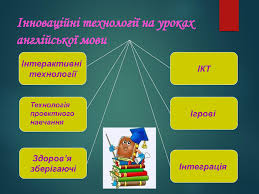 Інноваційні технології на уроках
англійської мови
Інтерактивні
технології
ІКТ
Технологія
проектного
навчання
Ігрові
Здоров'я
зберігаючі
Інтеграція